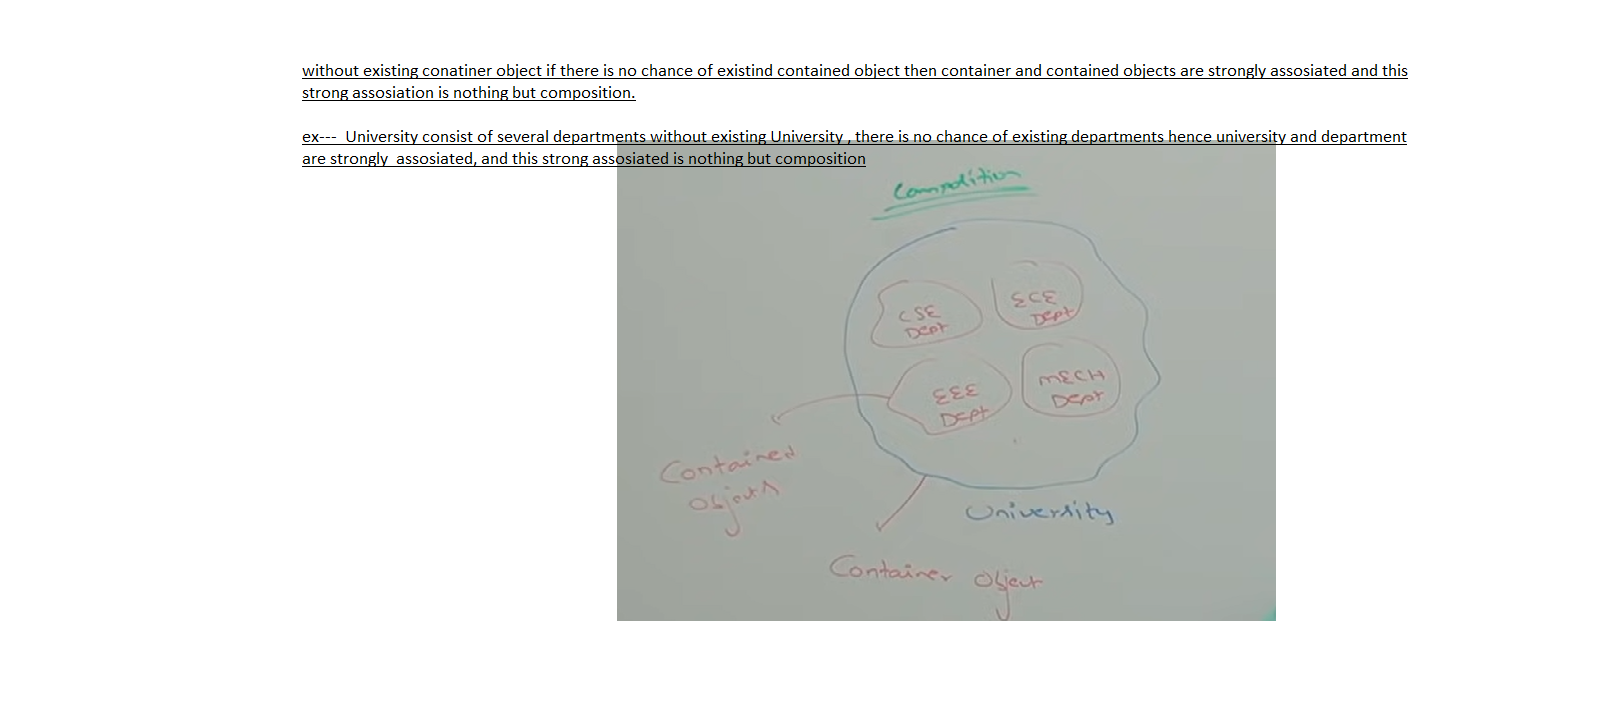 without existing conatiner object if there is no chance of existind contained object then container and contained objects are strongly assosiated and this
strong assosiation is nothing but composition.
ex--- University consist of several departments without existing University , there is no chance of existing departments hence university and department
are strongly assosiated, and this strong assosiated is nothing but composition
Composition
CSE
Dept
ECE
Dept
EEE
Dept
MECH
Dept
Contained
Objects
University
Container Object